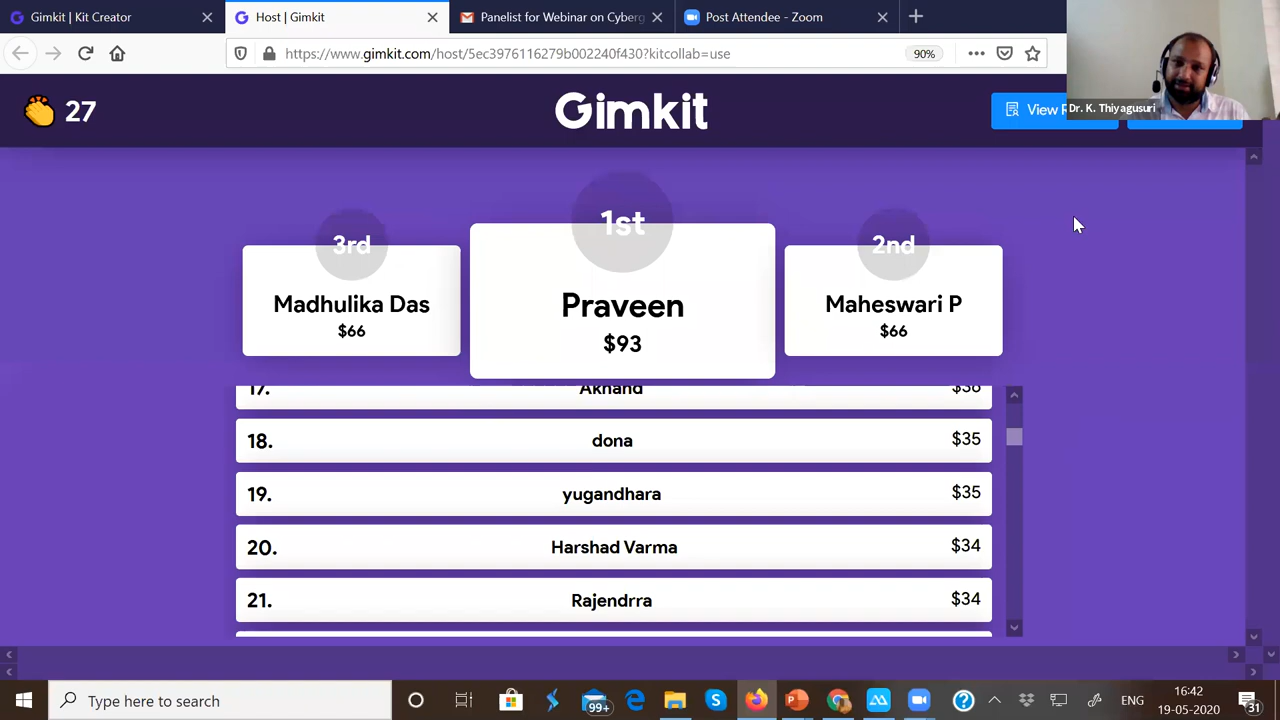 Gimkit | Kit Creator
Host | Gimkit
Panelist for Webinar on Cyberg
Post Attendee - Zoom
https://www.gimkit.com/host/5ec3976116279b002240f430?kitcollab=use
90%
27
Gimkit
View
Dr. K. Thiyagusuri
1st
3rd
2nd
Praveen
$93
Madhulika Das
$66
Maheswari P
$66
17. Aknand $36
18. dona $35
19. yugandhara $35
20. Harshad Varma $34
21. Rajendrra $34
Type here to search
99+
ENG
16:42
19-05-2020
31